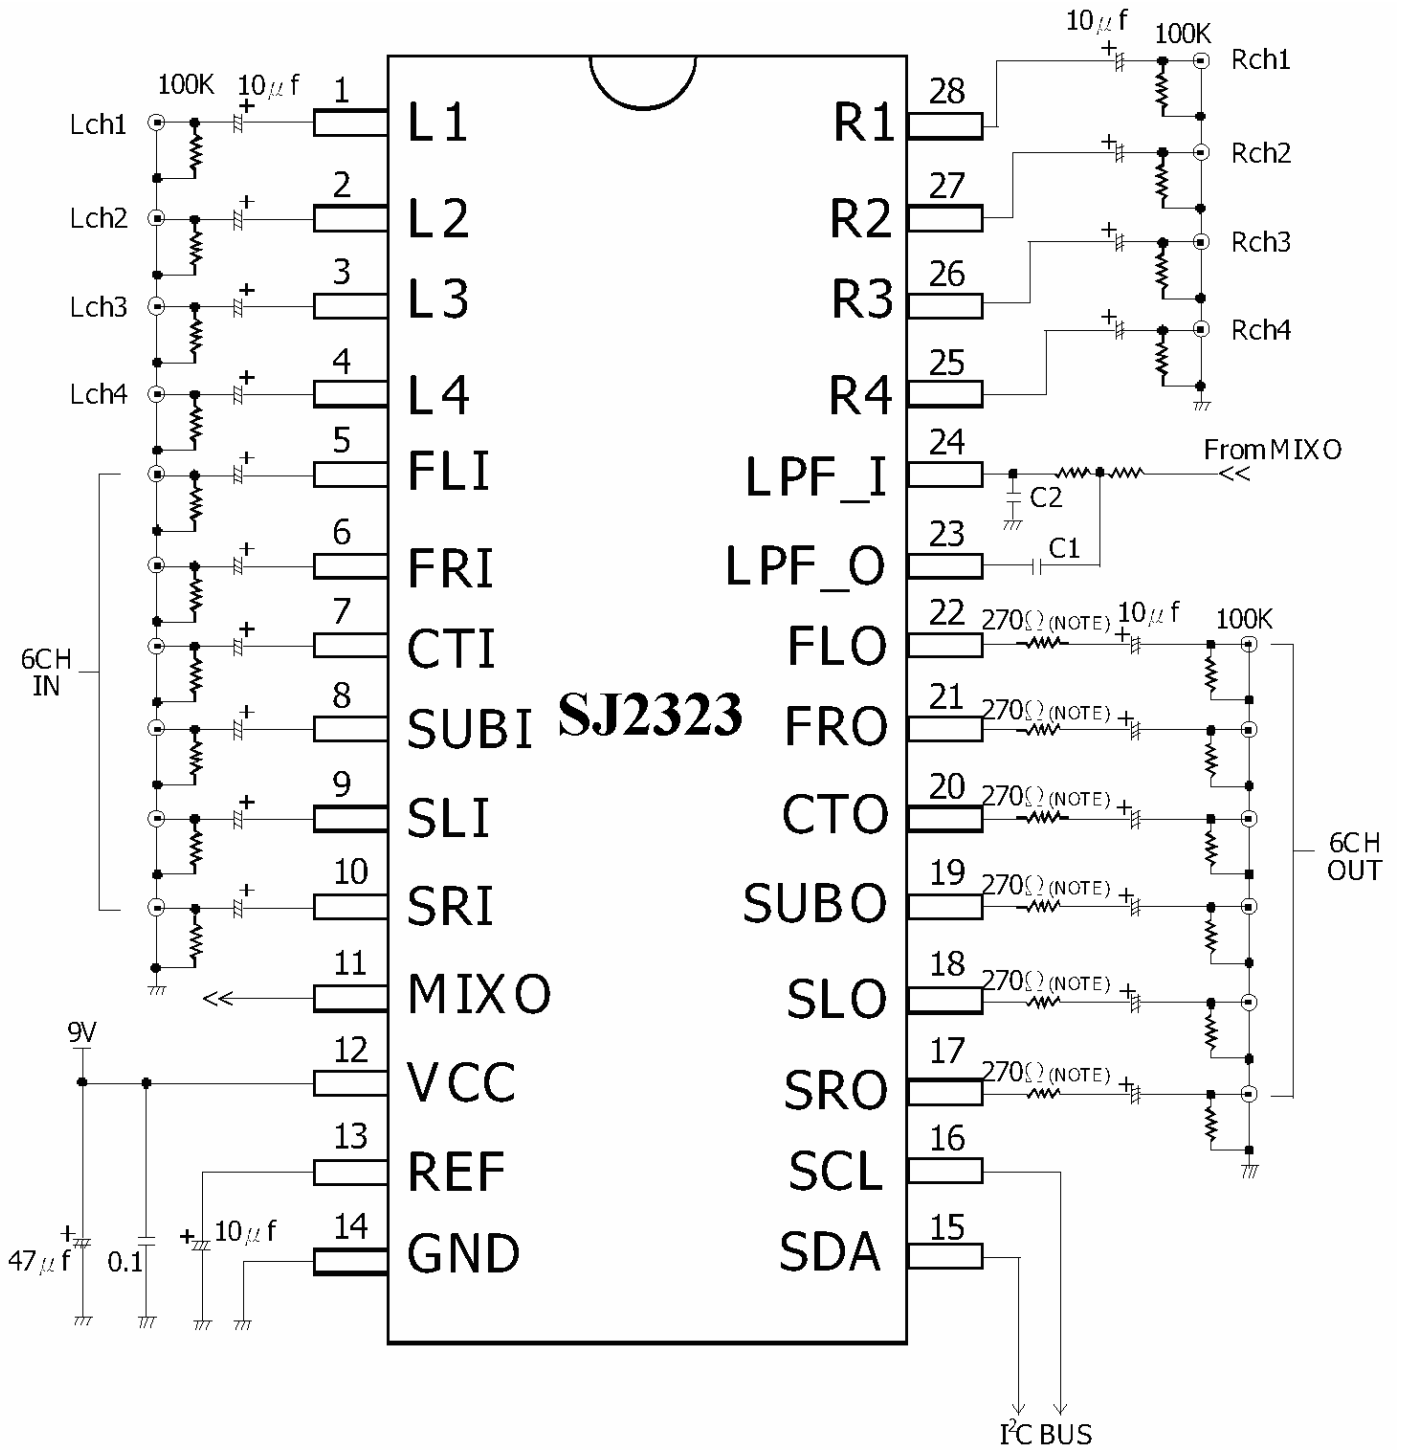 10μf
100K
Rch1
100K
10μf
+
1
L1
R1
28
+
Lch1
2
L2
R2
27
+
Rch2
Lch2
+
3
L3
R3
26
+
Rch3
Lch3
+
4
L4
R4
25
+
Rch4
Lch4
+
5
FLI
LPF_I
24
From MIXO
+
C2
6
FRI
LPF_O
23
C1
+
7
CTI
FLO
22
270Ω (NOTE)
+
10μf
100K
+
6CH
IN
8
SUBI
SJ2323
FRO
21
270Ω (NOTE)
+
+
9
SLI
CTO
20
270Ω (NOTE)
+
6CH
OUT
+
10
SRI
SUBO
19
270Ω (NOTE)
+
+
11
MIXO
SLO
18
270Ω (NOTE)
+
9V
12
VCC
SRO
17
270Ω (NOTE)
+
13
REF
SCL
16
+
47μf
0.1
+
10μf
14
GND
SDA
15
I²C BUS